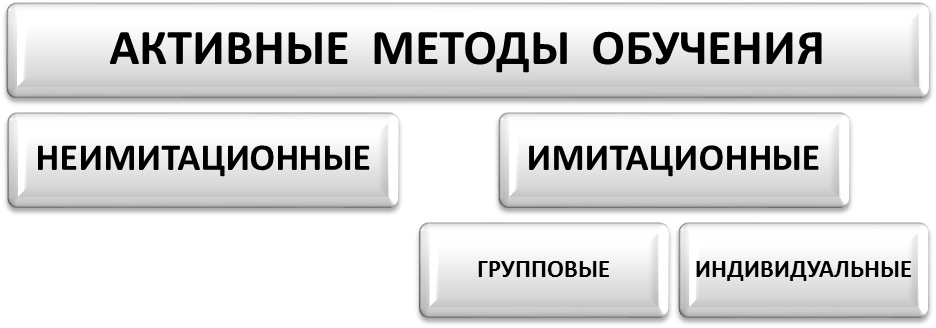 АКТИВНЫЕ МЕТОДЫ ОБУЧЕНИЯ
НЕИМИТАЦИОННЫЕ
ИМИТАЦИОННЫЕ
ГРУППОВЫЕ
ИНДИВИДУАЛЬНЫЕ